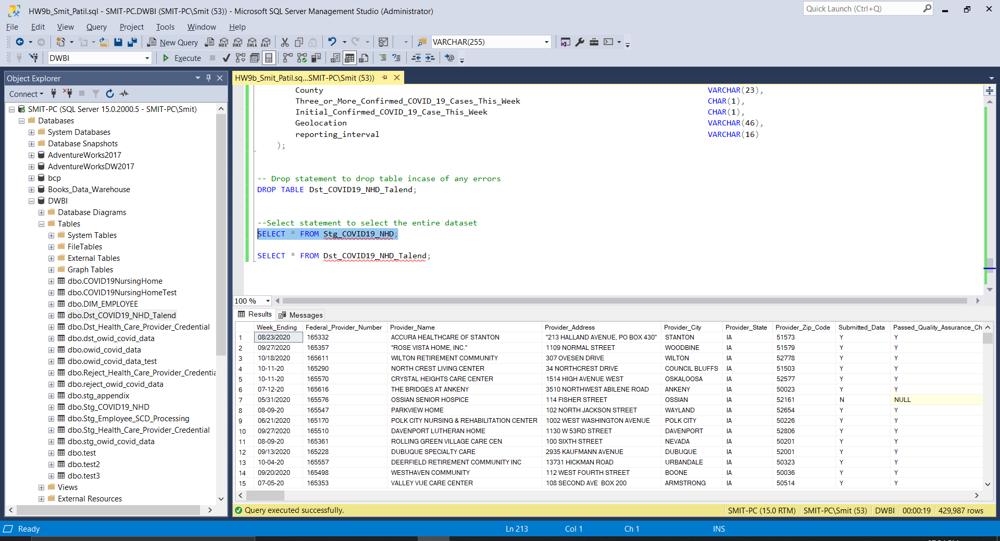 HW9b_Smit_Patil.sql - SMIT-PC.DWBI (SMIT-PC\Smit (53)) - Microsoft SQL Server Management Studio (Administrator)
Quick Launch (Ctrl+Q)
File Edit View Query Project Tools Window Help
New Query MDX DMX XMLA DAX VARCHAR(255)
DWBI Execute
Object Explorer
Connect
SMIT-PC (SQL Server 15.0.2000.5 - SMIT-PC\Smit)
Databases
System Databases
Database Snapshots
AdventureWorks2017
AdventureWorksDW2017
bcp
Books_Data_Warehouse
DWBI
Database Diagrams
Tables
System Tables
FileTables
External Tables
Graph Tables
dbo.COVID19NursingHome
dbo.COVID19NursingHomeTest
dbo.DIM_EMPLOYEE
dbo.Dst_COVID19_NHD_Talend
dbo.Dst_Health_Care_Provider_Credential
dbo.dst_owid_covid_data
dbo.owid_covid_data
dbo.owid_covid_data_test
dbo.Reject_Health_Care_Provider_Credentia
dbo.reject_owid_covid_data
dbo.stg_appendix
dbo.Stg_COVID19_NHD
dbo.Stg_Employee_SCD_Processing
dbo.Stg_Health_Care_Provider_Credential
dbo.stg_owid_covid_data
dbo.test
dbo.test2
dbo.test3
Views
External Resources
HW9b_Smit_Patil.sq...SMIT-PC\Smit (53))
County VARCHAR(23),
Three_or_More_Confirmed_COVID_19_Cases_This_Week CHAR(1),
Initial_Confirmed_COVID_19_Case_This_Week CHAR(1),
Geolocation VARCHAR(46),
reporting_interval VARCHAR(16)
);
-- Drop statement to drop table incase of any errors
DROP TABLE Dst_COVID19_NHD_Talend;
--Select statement to select the entire dataset
SELECT * FROM Stg_COVID19_NHD;
SELECT * FROM Dst_COVID19_NHD_Talend;
100 %
Results Messages
Week_Ending Federal_Provider_Number Provider_Name Provider_Address Provider_City Provider_State Provider_Zip_Code Submitted_Data Passed_Quality_Assurance_Ch
1 08/23/2020 165332 ACCURA HEALTHCARE OF STANTON "213 HALLAND AVENUE, PO BOX 430" STANTON IA 51573 Y Y
2 09/27/2020 165357 "ROSE VISTA HOME, INC." 1109 NORMAL STREET WOODBINE IA 51579 Y Y
3 10/18/2020 165611 WILTON RETIREMENT COMMUNITY 307 OVESEN DRIVE WILTON IA 52778 Y Y
4 10-11-20 165290 NORTH CREST LIVING CENTER 34 NORTHCREST DRIVE COUNCIL BLUFFS IA 51503 Y Y
5 10-11-20 165570 CRYSTAL HEIGHTS CARE CENTER 1514 HIGH AVENUE WEST OSKALOOSA IA 52577 Y Y
6 07-12-20 165616 THE BRIDGES AT ANKENY 3510 NORTHWEST ABILENE ROAD ANKENY IA 50023 Y Y
7 05/31/2020 165576 OSSIAN SENIOR HOSPICE 114 FISHER STREET OSSIAN IA 52161 N NULL
8 08-09-20 165547 PARKVIEW HOME 102 NORTH JACKSON STREET WAYLAND IA 52654 Y Y
9 06/21/2020 165170 POLK CITY NURSING & REHABILITATION CENTER 1002 WEST WASHINGTON AVENUE POLK CITY IA 50226 Y Y
10 09/27/2020 165510 DAVENPORT LUTHERAN HOME 1130 W 53RD STREET DAVENPORT IA 52806 Y Y
11 08-09-20 165361 ROLLING GREEN VILLAGE CARE CEN 100 SIXTH STREET NEVADA IA 50201 Y Y
12 09/13/2020 165228 DUBUQUE SPECIALTY CARE 2935 KAUFMANN AVENUE DUBUQUE IA 52001 Y Y
13 10-04-20 165557 DEERFIELD RETIREMENT COMMUNITY INC 13731 HICKMAN ROAD URBANDALE IA 50323 Y Y
14 09/20/2020 165498 WESTHAVEN COMMUNITY 112 WEST FOURTH STREET BOONE IA 50036 Y Y
15 07-05-20 165353 VALLEY VUE CARE CENTER 108 SECOND AVE BOX 200 ARMSTRONG IA 50514 Y Y
Query executed successfully. SMIT-PC (15.0 RTM) SMIT-PC\Smit (53) DWBI 00:00:19 429,987 rows
Ready Ln 213 Col 1 Ch 1 INS